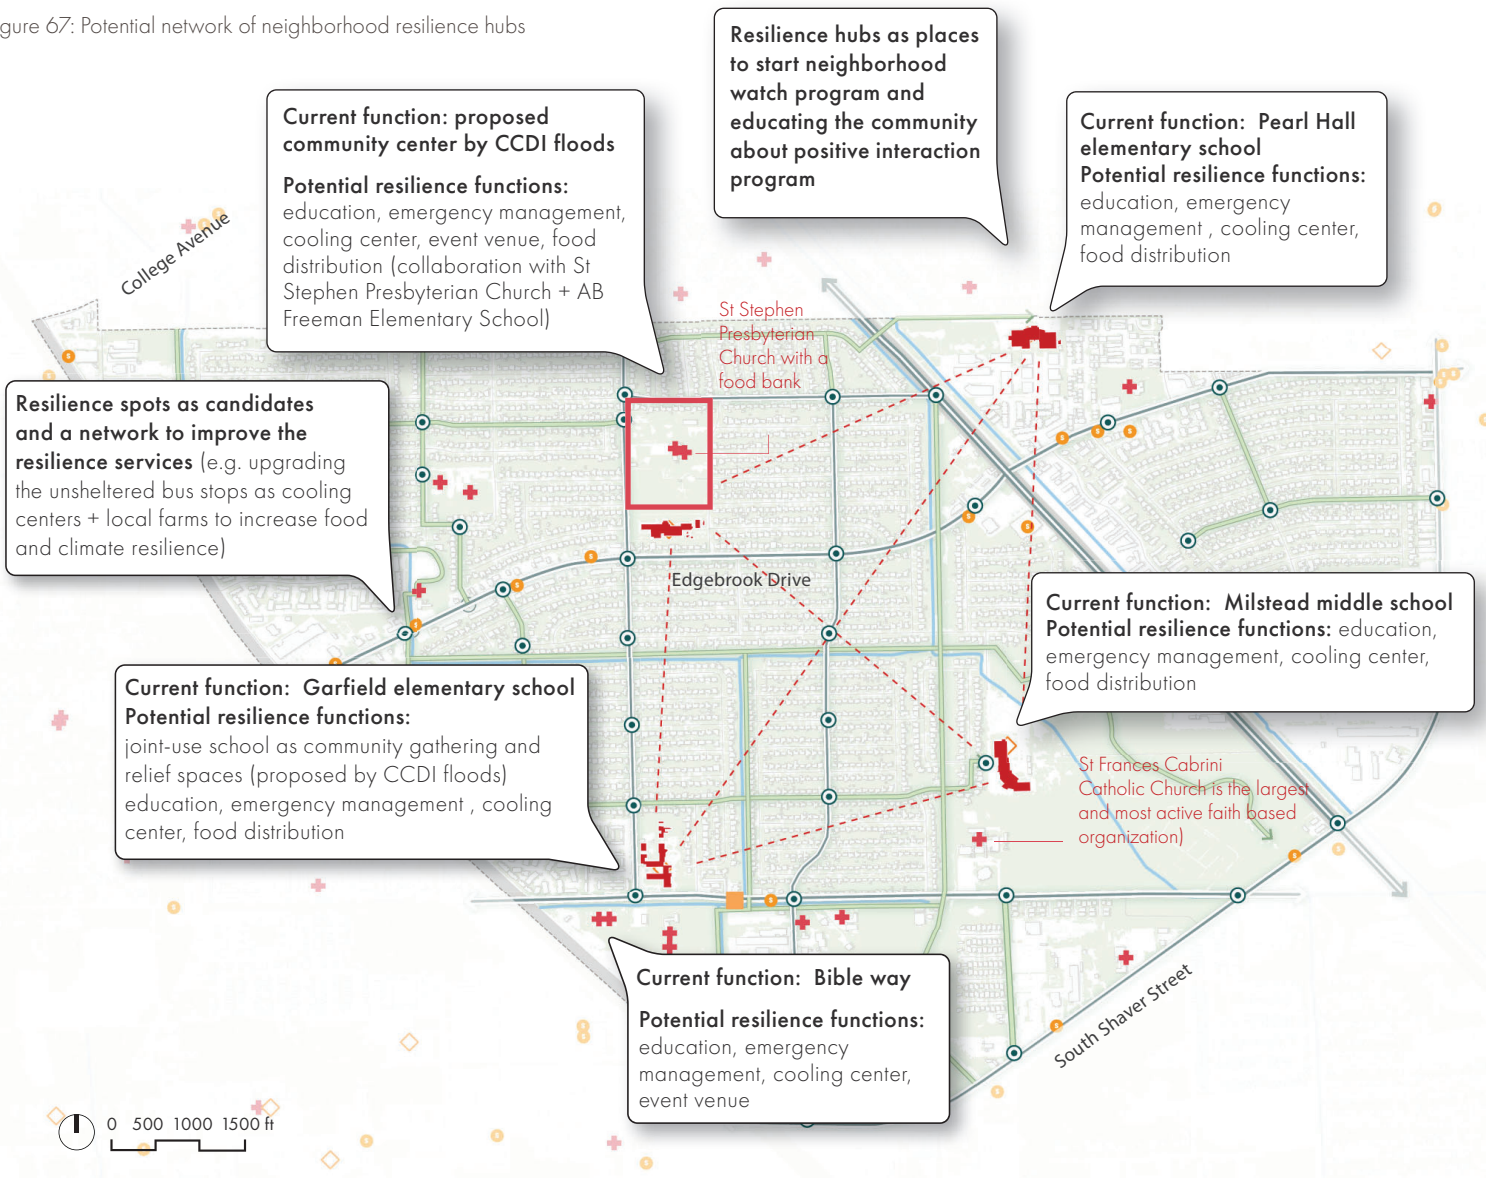 gure 67: Potential network of neighborhood resilience hubs
Resilience hubs as places
to start neighborhood
watch program and
educating the community
about positive interaction
program
Current function: proposed
community center by CCDI floods
Potential resilience functions:
education, emergency management,
cooling center, event venue, food
distribution (collaboration with St
Stephen Presbyterian Church + AB
Freeman Elementary School)
Current function: Pearl Hall
elementary school
Potential resilience functions:
education, emergency
management , cooling center,
food distribution
College Avenue
St Stephen
Presbyterian
Church with a
food bank
Resilience spots as candidates
and a network to improve the
resilience services (e.g. upgrading
the unsheltered bus stops as cooling
centers + local farms to increase food
and climate resilience)
Edgebrook Drive
Current function: Milstead middle school
Potential resilience functions: education,
emergency management, cooling center,
food distribution
Current function: Garfield elementary school
Potential resilience functions:
joint-use school as community gathering and
relief spaces (proposed by CCDI floods)
education, emergency management , cooling
center, food distribution
St Frances Cabrini
Catholic Church is the largest
and most active faith based
organization)
Current function: Bible way
Potential resilience functions:
education, emergency
management, cooling center,
event venue
South Shaver Street
0 500 1000 1500 ft